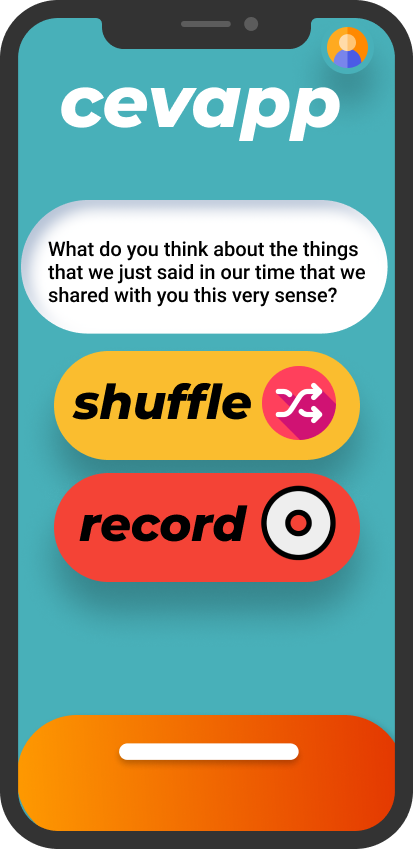 cevapp
What do you think about the things
that we just said in our time that we
shared with you this very sense?
shuffle
record